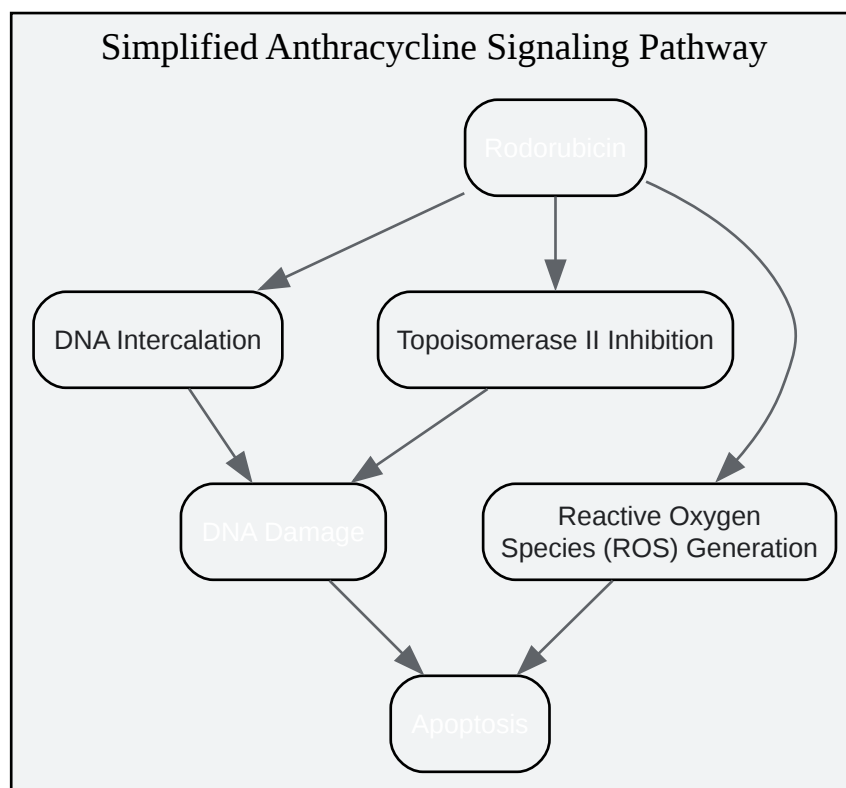 Simplified Anthracycline Signaling Pathway
Rodorubicin
DNA Intercalation
Topoisomerase II Inhibition
DNA Damage
Reactive Oxygen
Species (ROS) Generation
Apoptosis